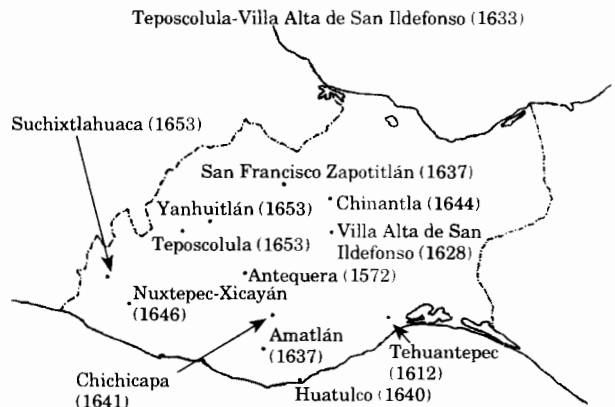 Teposcolula-Villa Alta de San Ildefonso (1633)
Suchixtlahuaca (1653)
San Francisco Zapotitlán (1637)
Chinantla (1644)
Yanhuitlán (1653)
Villa Alta de San
Ildefonso (1628)
Teposcolula (1653)
Antequera (1572)
Nuxtepec-Xicayán
(1646)
Amatlán
(1637)
Tehuantepec
(1612)
Chichicapa
(1641)
Huatulco (1640)